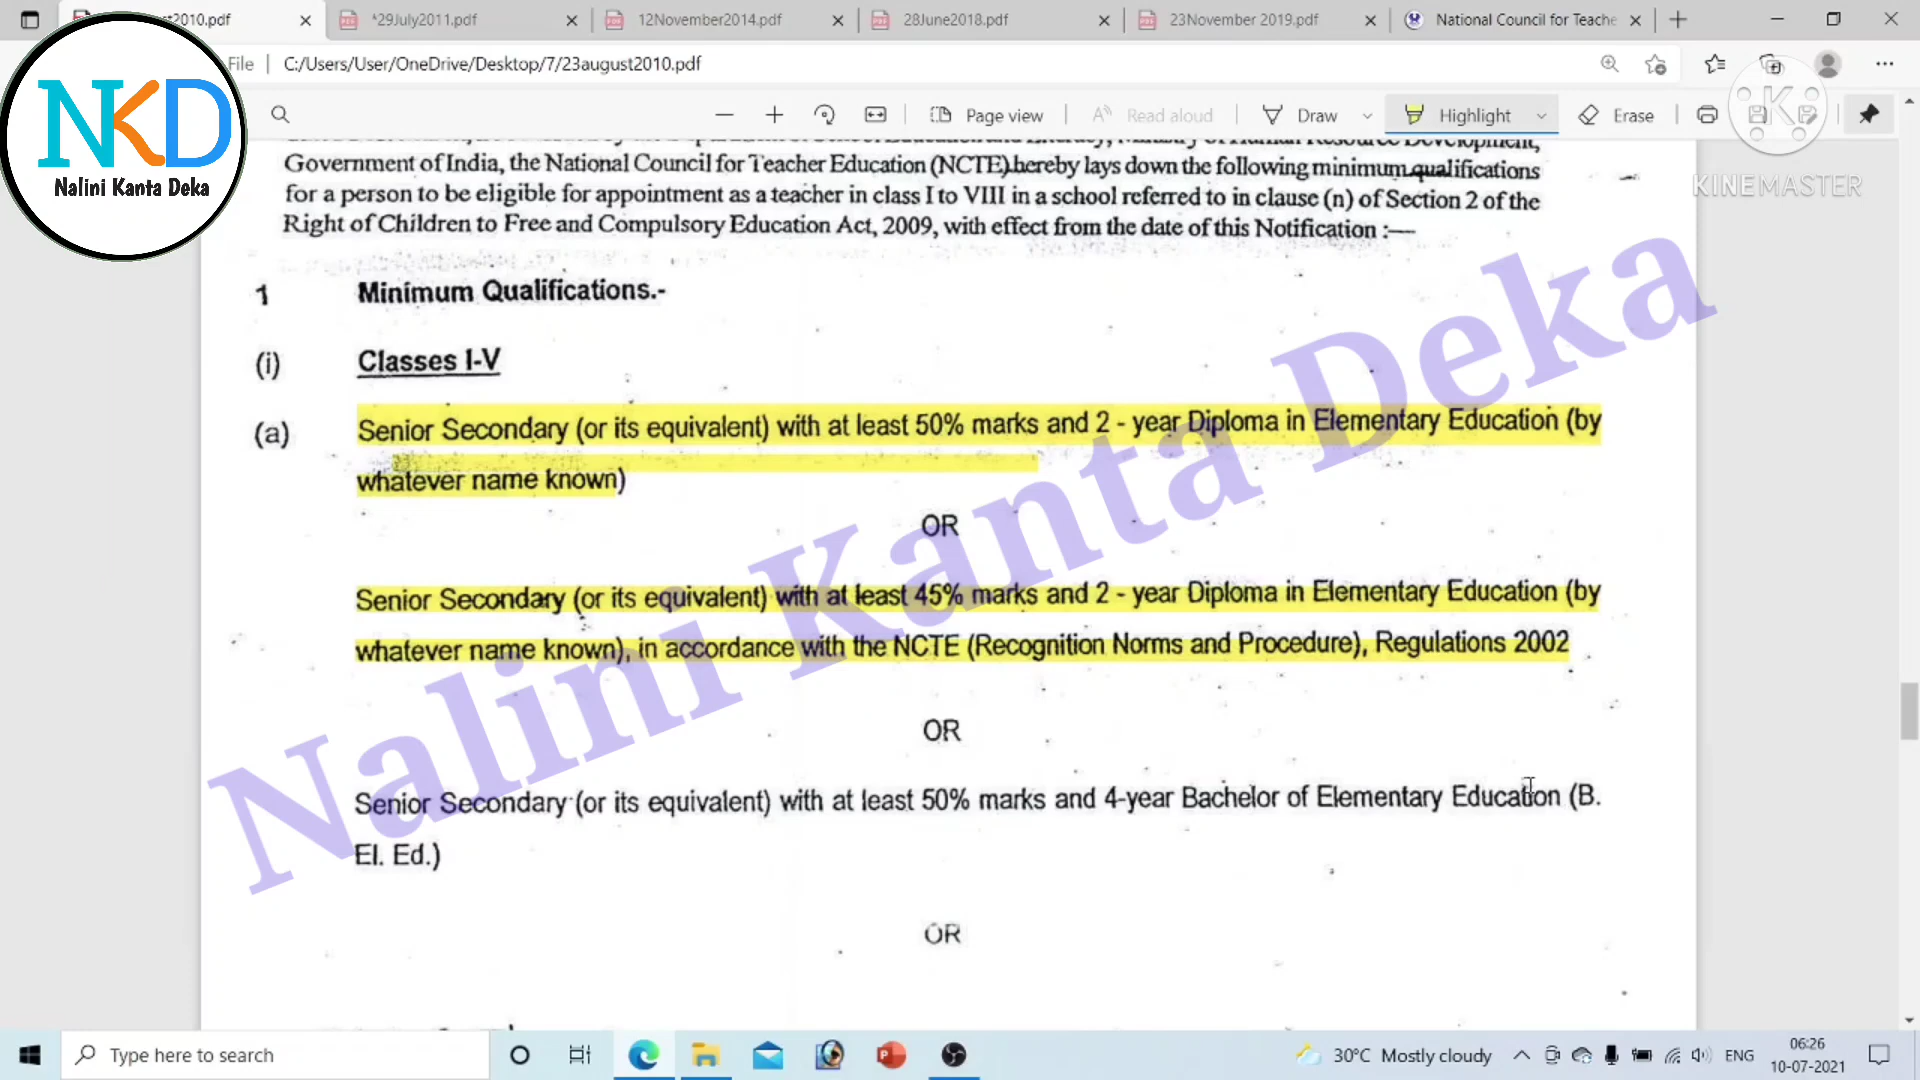 t2010.pdf
*29July2011.pdf
12November2014.pdf
28June2018.pdf
23November 2019.pdf
National Council for Teache
File
C:/Users/User/OneDrive/Desktop/7/23august2010.pdf
Page view
Read aloud
Draw
Highlight
Erase
NKD
Nalini Kanta Deka
KINEMASTER
Government of India, the National Council for Teacher Education (NCTE) hereby lays down the following minimum qualifications
for a person to be eligible for appointment as a teacher in class I to VIII in a school referred to in clause (n) of Section 2 of the
Right of Children to Free and Compulsory Education Act, 2009, with effect from the date of this Notification :—
1 Minimum Qualifications.-
(i) Classes I-V
(a) Senior Secondary (or its equivalent) with at least 50% marks and 2 - year Diploma in Elementary Education (by
whatever name known)
OR
Senior Secondary (or its equivalent) with at least 45% marks and 2 - year Diploma in Elementary Education (by
whatever name known), in accordance with the NCTE (Recognition Norms and Procedure), Regulations 2002
OR
Senior Secondary (or its equivalent) with at least 50% marks and 4-year Bachelor of Elementary Education (B.
El. Ed.)
OR
Nalini Kanta Deka
Type here to search
30°C Mostly cloudy
ENG
06:26
10-07-2021